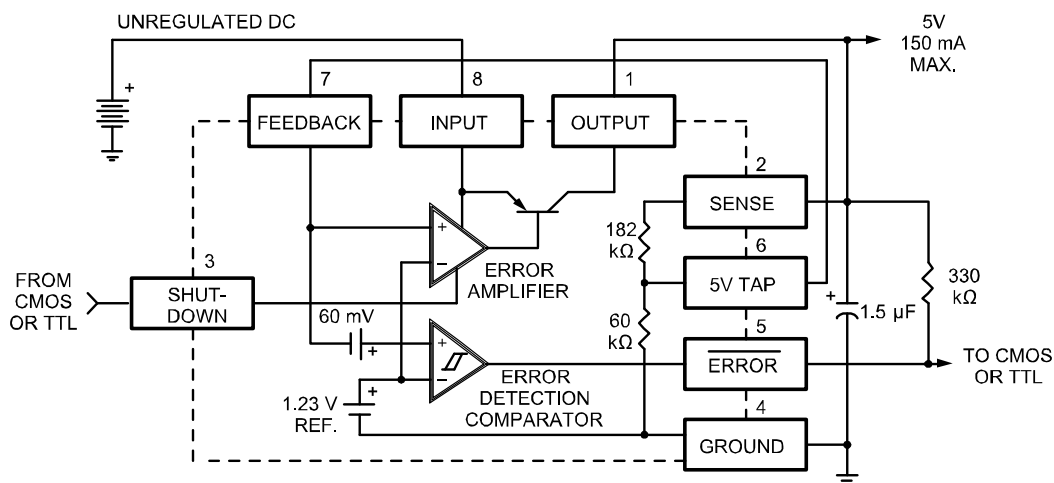 UNREGULATED DC
5V
150 mA
MAX.
7
8
1
+
FEEDBACK
INPUT
OUTPUT
2
SENSE
182
kΩ
6
5V TAP
+
−
ERROR
AMPLIFIER
3
FROM
CMOS
OR TTL
SHUT-
DOWN
60 mV
+
+
−
60
kΩ
+
1.5 µF
330
kΩ
5
ERROR
TO CMOS
OR TTL
ERROR
DETECTION
COMPARATOR
+
1.23 V
REF.
4
GROUND